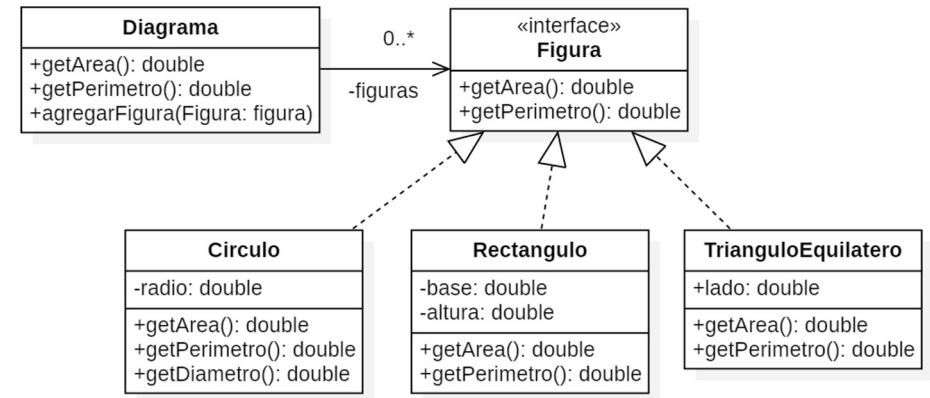 Diagrama
+getArea(): double
+getPerimetro(): double
+agregarFigura(Figura: figura)
0..*
-figuras
«interface»
Figura
+getArea(): double
+getPerimetro(): double
Circulo
-radio: double
+getArea(): double
+getPerimetro(): double
+getDiametro(): double
Rectangulo
-base: double
-altura: double
+getArea(): double
+getPerimetro(): double
TrianguloEquilatero
+lado: double
+getArea(): double
+getPerimetro(): double